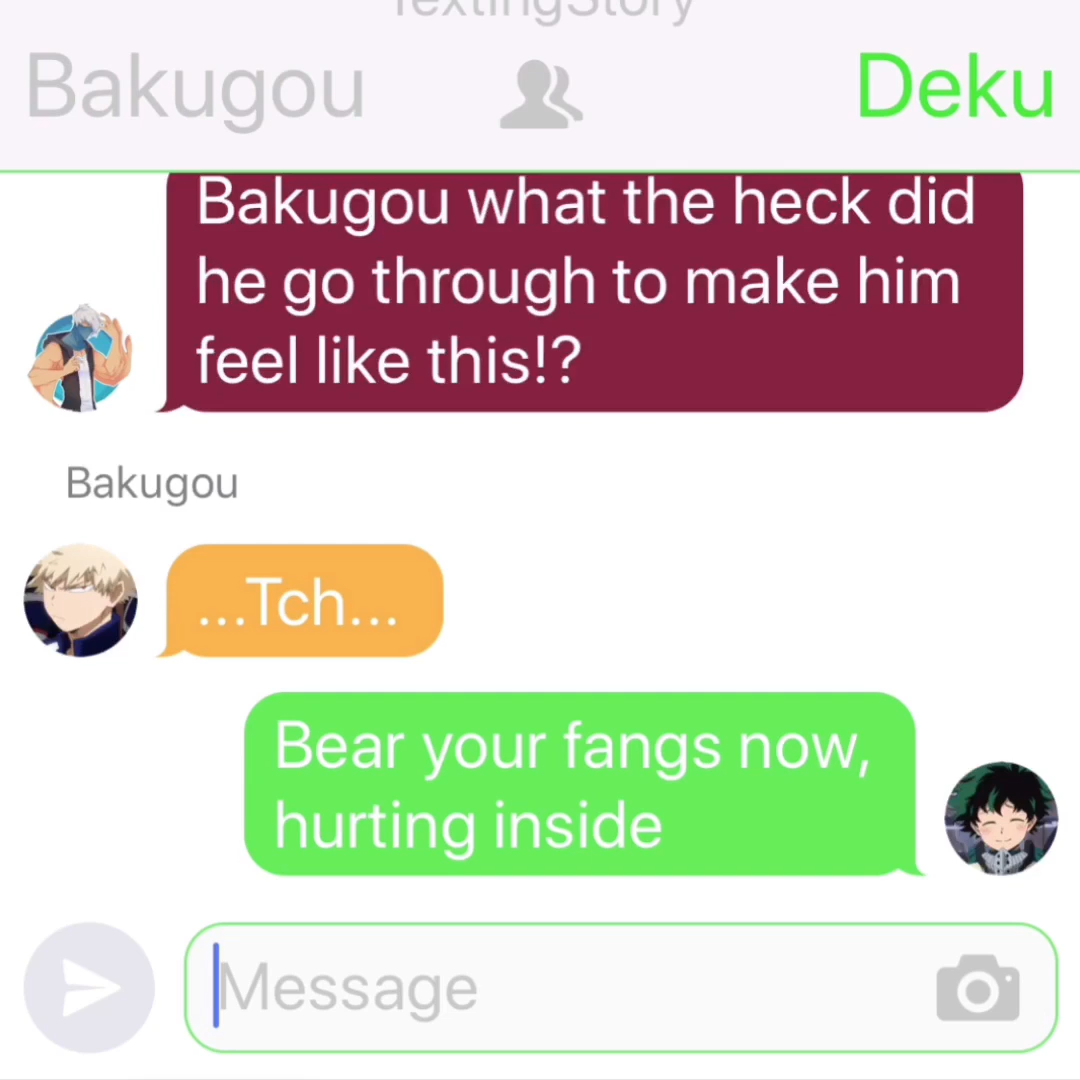 TextingStory
Bakugou
Deku
Bakugou what the heck did
he go through to make him
feel like this!?
Bakugou
...Tch...
Bear your fangs now,
hurting inside
Message